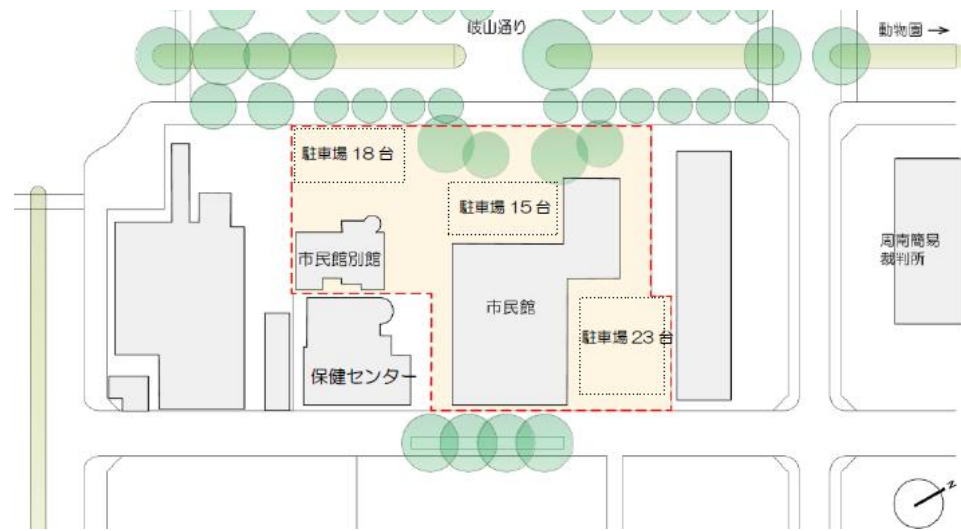 岐山通り
動物園 →
駐車場 18 台
駐車場 15 台
市民館別館
周南簡易
裁判所
市民館
駐車場 23 台
保健センター
N